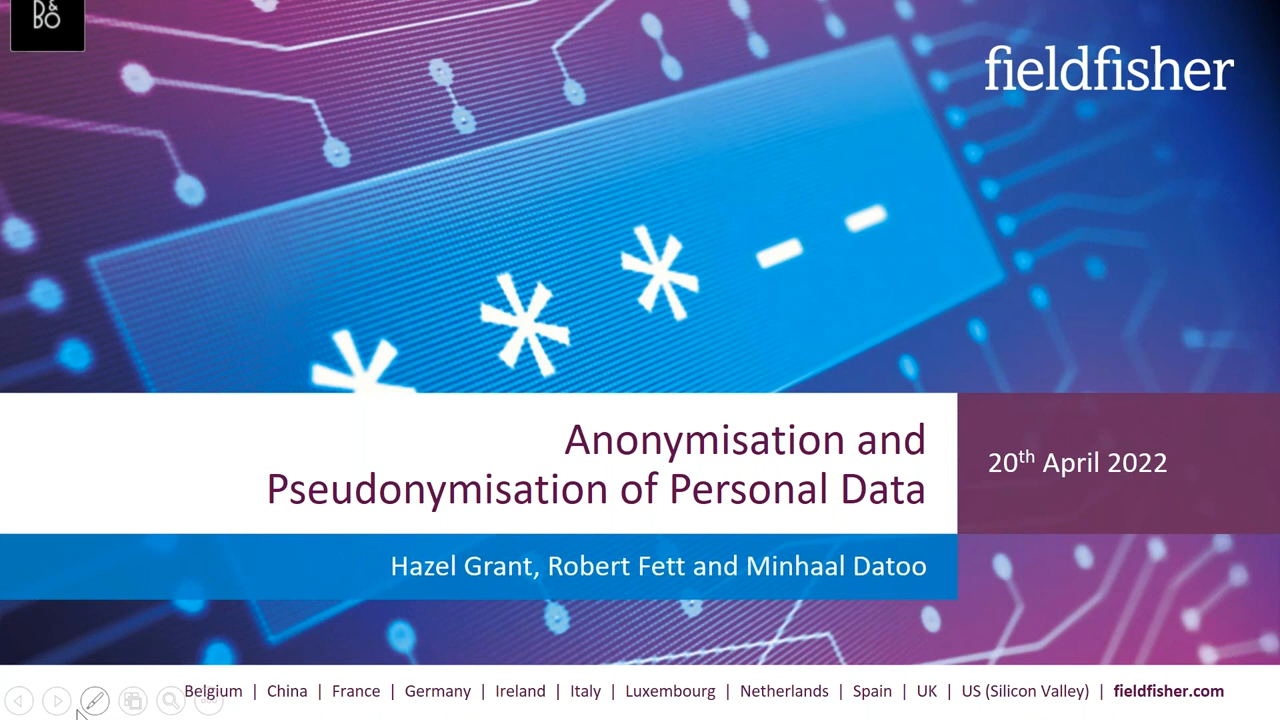 B&
BO
fieldfisher
* * * - -
Anonymisation and
Pseudonymisation of Personal Data
20th April 2022
Hazel Grant, Robert Fett and Minhaal Datoo
Belgium | China | France | Germany | Ireland | Italy | Luxembourg | Netherlands | Spain | UK | US (Silicon Valley) | fieldfisher.com